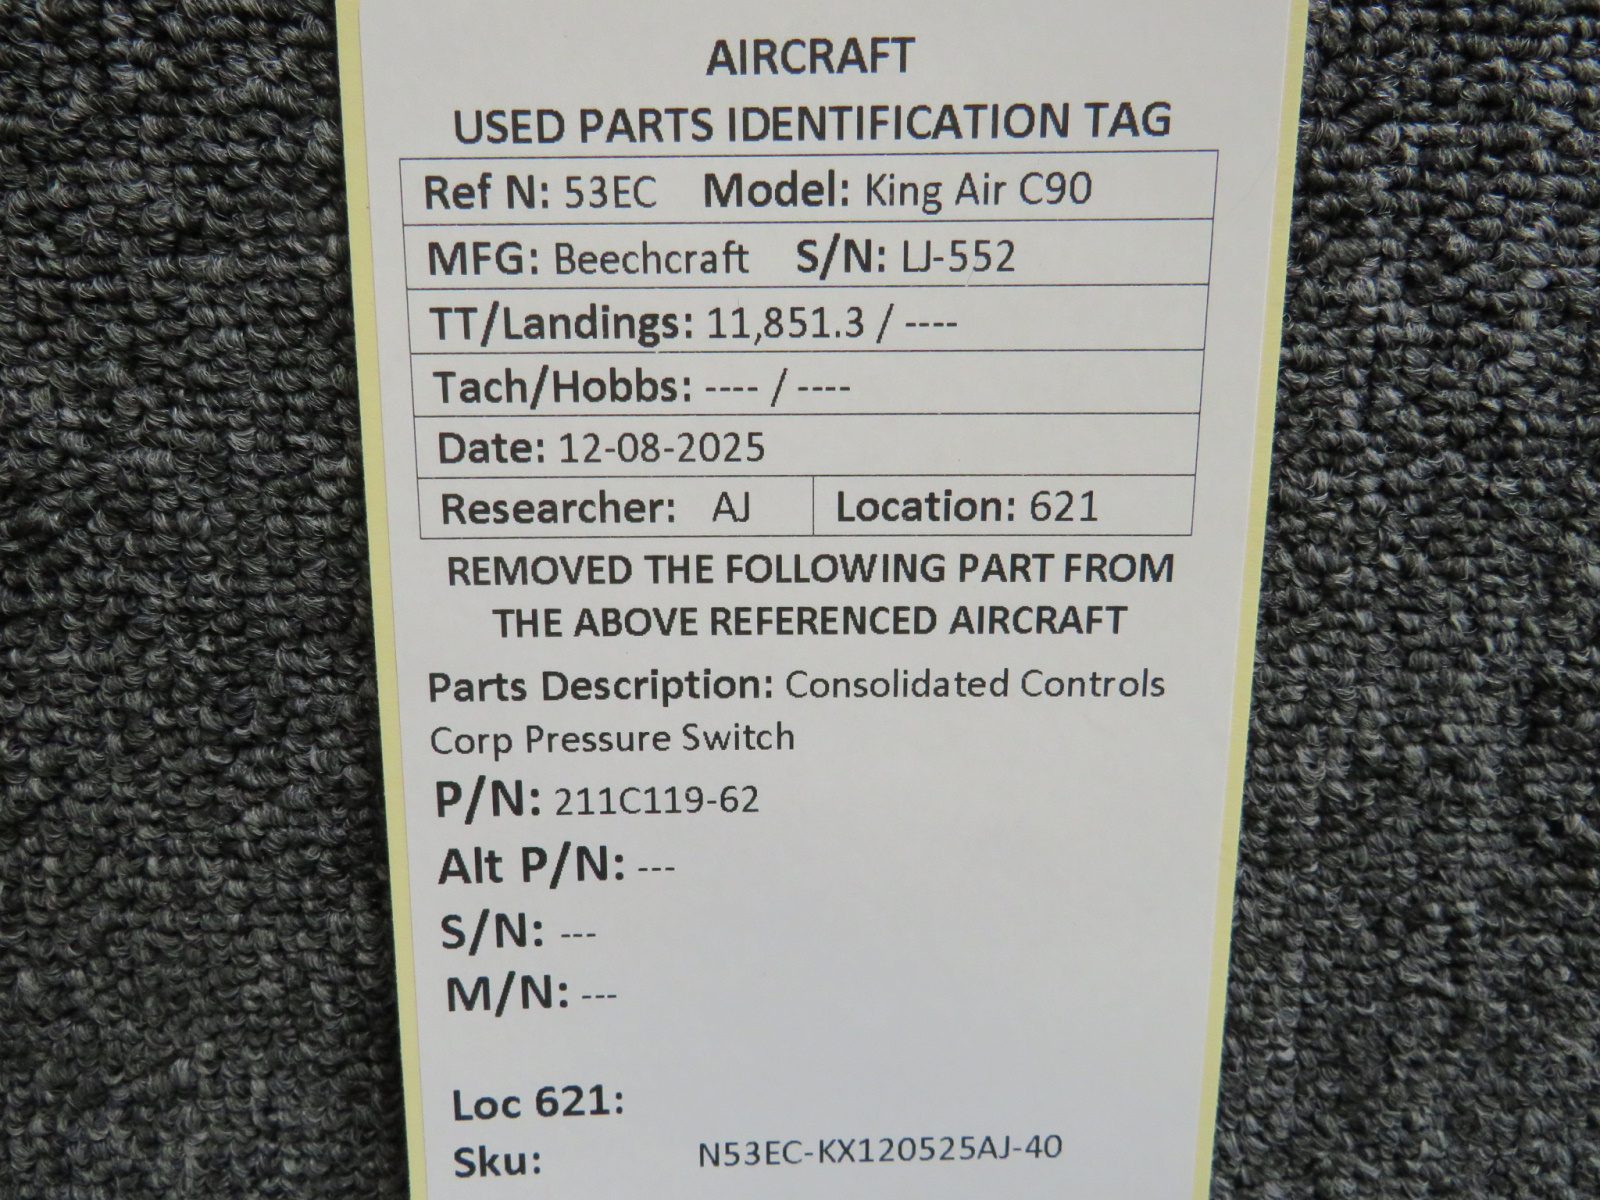 AIRCRAFT
USED PARTS IDENTIFICATION TAG
Ref N: 53EC Model: King Air C90
MFG: Beechcraft S/N: LJ-552
TT/Landings: 11,851.3 / ----
Tach/Hobbs: ---- / ----
Date: 12-08-2025
Researcher: AJ Location: 621
REMOVED THE FOLLOWING PART FROM
THE ABOVE REFERENCED AIRCRAFT
Parts Description: Consolidated Controls
Corp Pressure Switch
P/N: 211C119-62
Alt P/N: ---
S/N: ---
M/N: ---
Loc 621:
Sku: N53EC-KX120525AJ-40